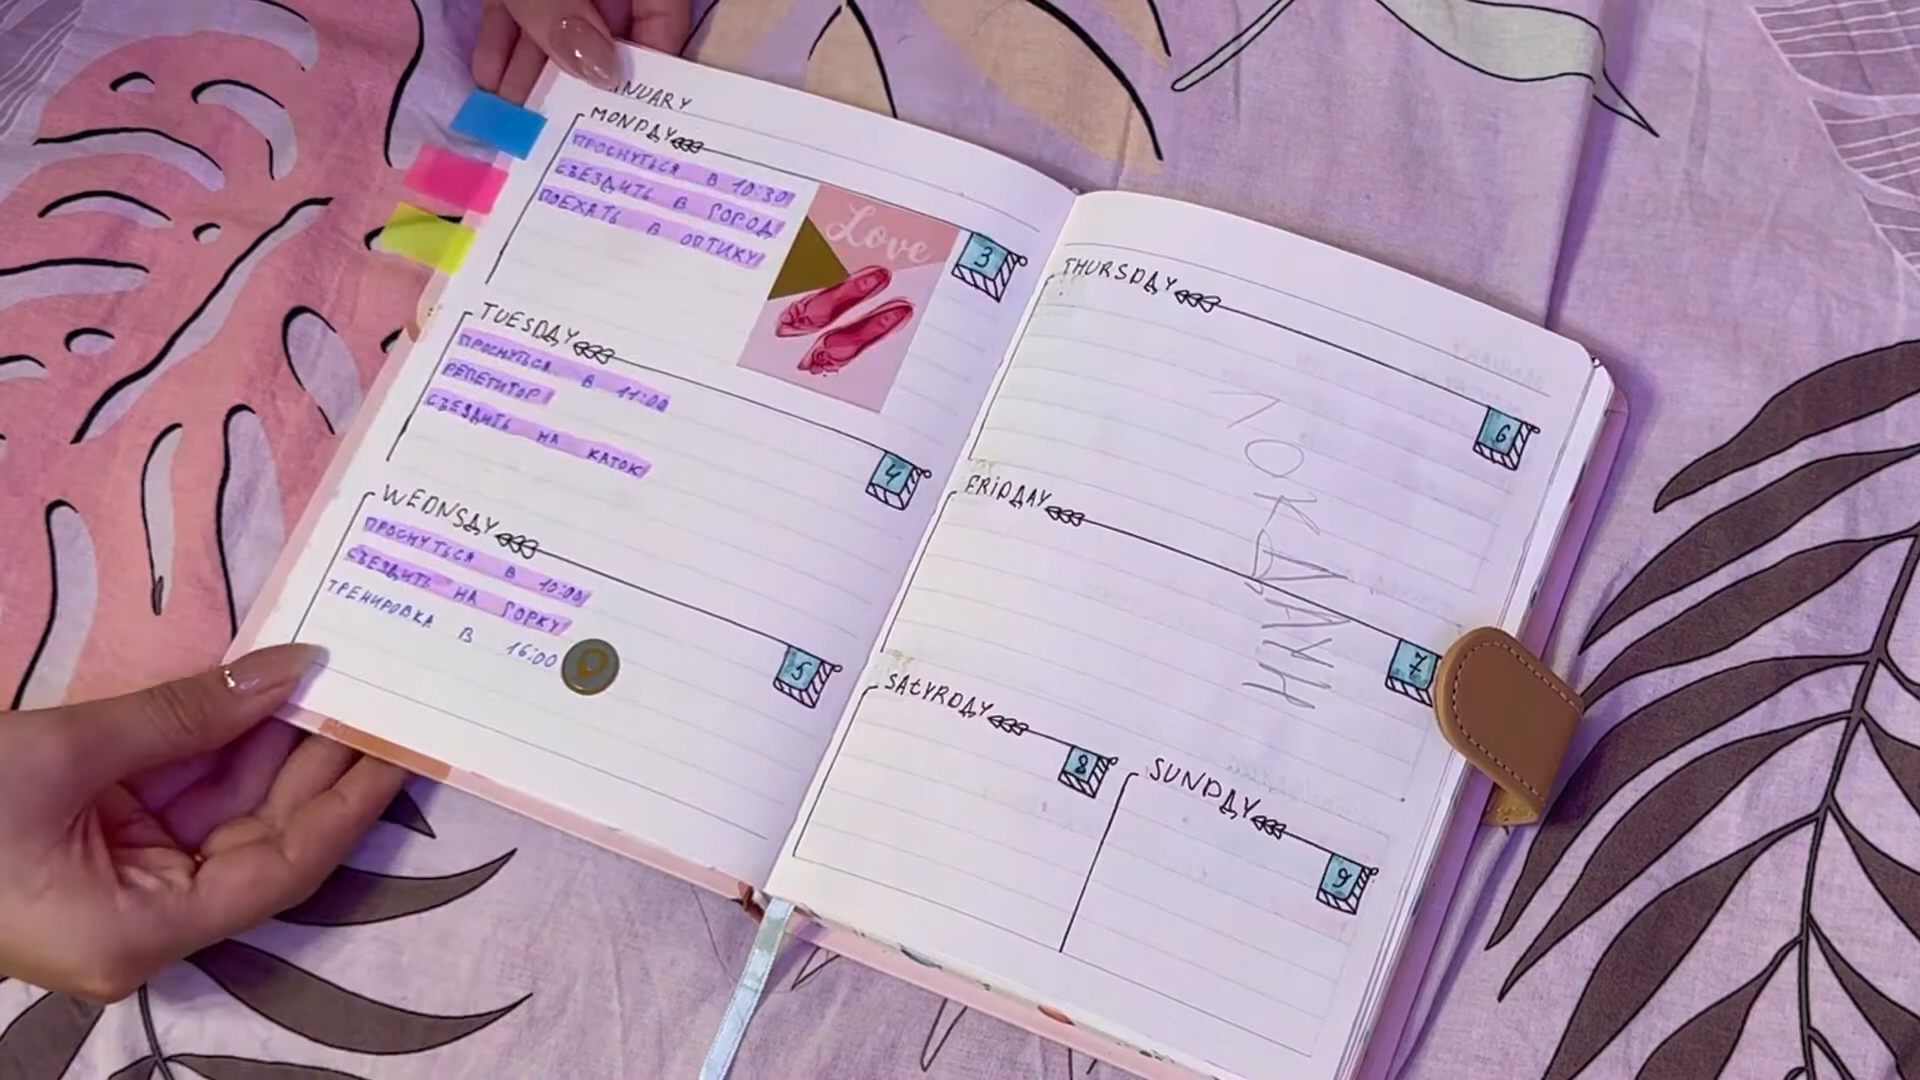 MONDAY
ПРОСНУТЬСЯ В 10:30
СЪЕЗДИТЬ В ГОРОД
ПОЕХАТЬ В ОПТИКУ
Love
3
TUESDAY
ПРОСНУТЬСЯ В 11:00
РЕПЕТИТОР
СЪЕЗДИТЬ НА КАТОК
4
WEDNSDAY
ПРОСНУТЬСЯ В 10:00
СЪЕЗДИТЬ НА ГОРКУ
ТРЕНИРОВКА В 16:00
5
THURSDAY
6
FRIDAY
7
SATYRDAY
8
SUNDAY
9